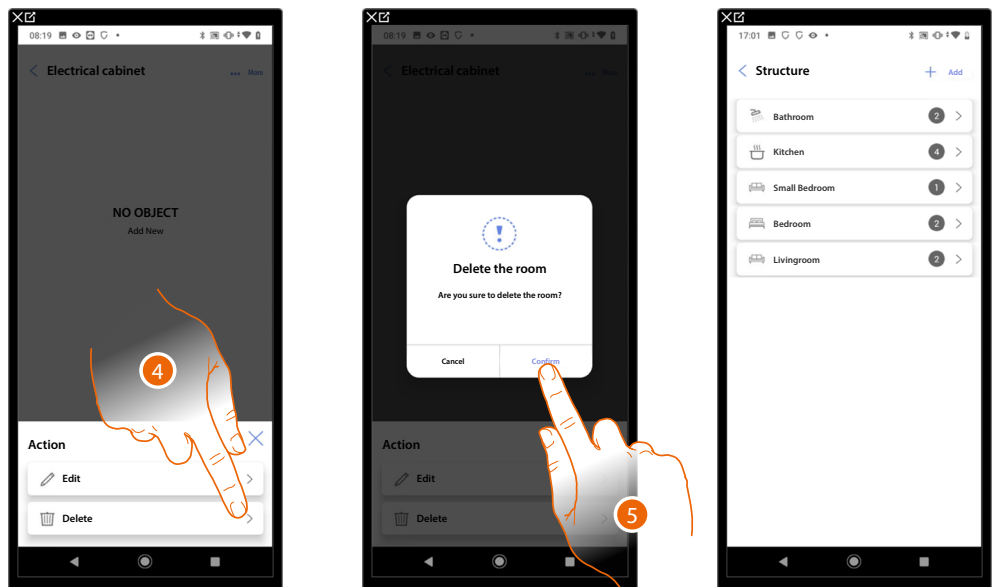 08:19
Electrical cabinet
More
NO OBJECT
Add New
4
Action
Edit
Delete
08:19
Electrical cabinet
More
Delete the room
Are you sure to delete the room?
Cancel
Confirm
Action
Edit
Delete
5
17:01
Structure
+ Add
Bathroom 2
Kitchen 4
Small Bedroom 1
Bedroom 2
Livingroom 2